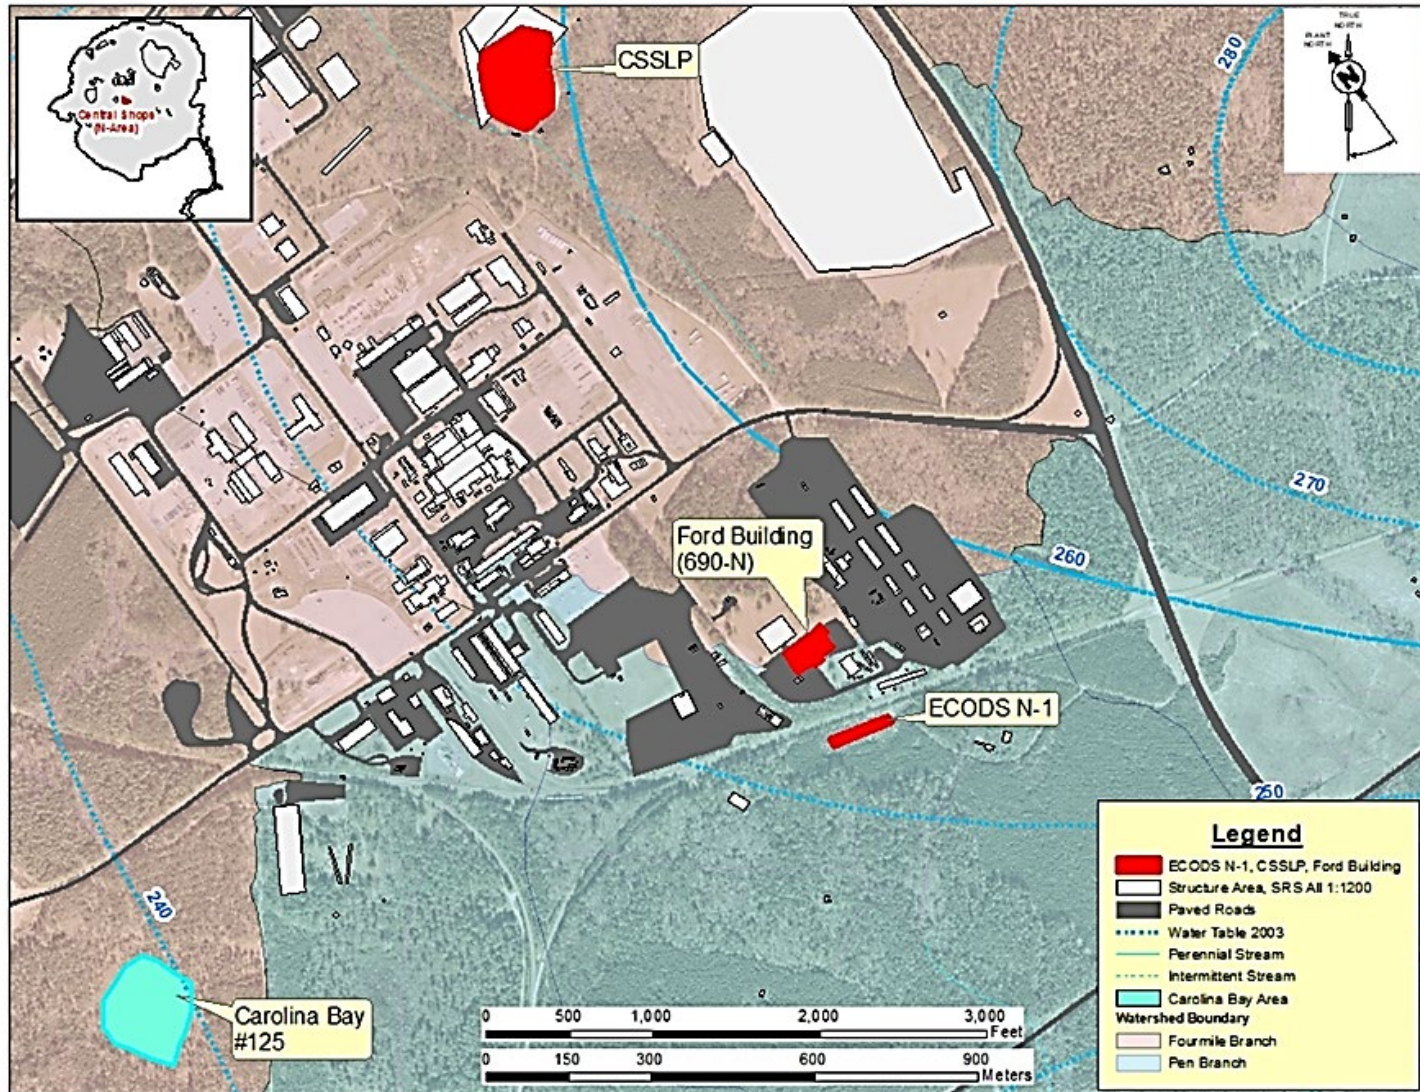 TRUE
NORTH
PLANT
NORTH
N
CSSLP
280
Central Shops
(N-Area)
270
Ford Building
(690-N)
260
ECODS N-1
250
240
Carolina Bay
#125
0 500 1,000 2,000 3,000
Feet
0 150 300 600 900
Meters
Legend
ECODS N-1, CSSLP, Ford Building
Structure Area, SRS All 1:1200
Paved Roads
Water Table 2003
Perennial Stream
Intermittent Stream
Carolina Bay Area
Watershed Boundary
Fourmile Branch
Pen Branch